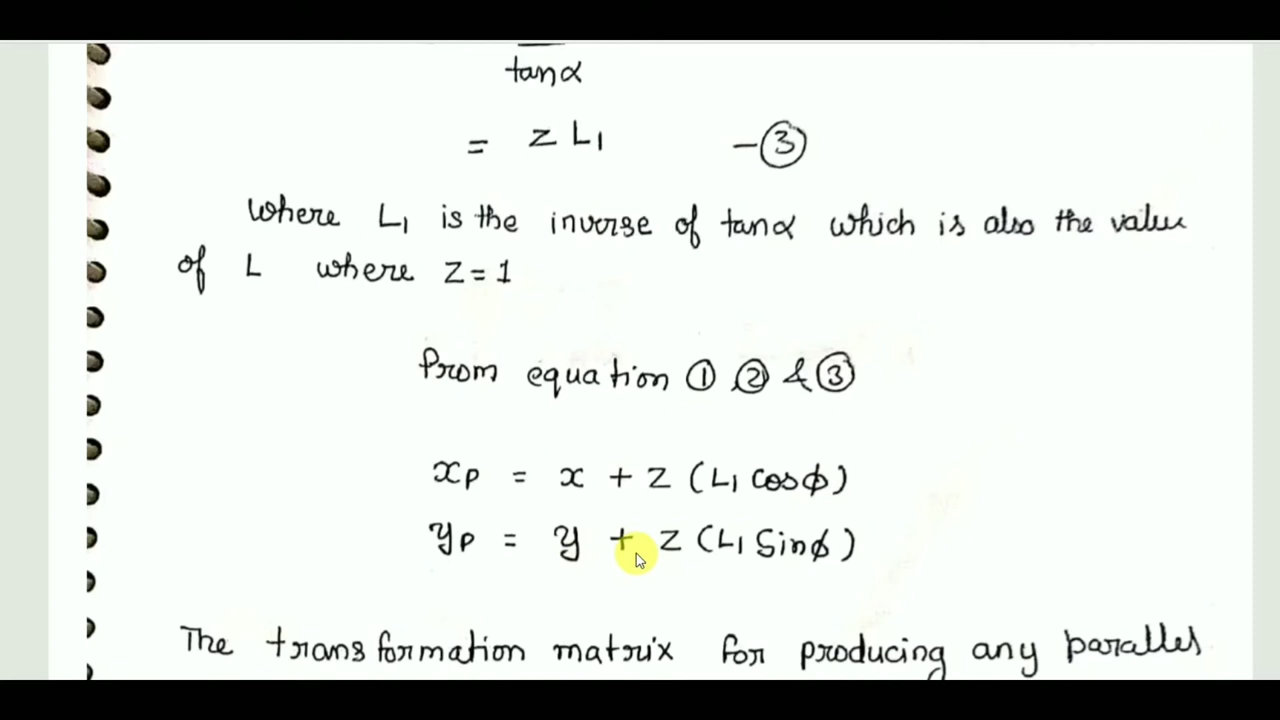 tanα
= z L1 -③
where L1 is the inverse of tanα which is also the value
of L where z=1
From equation ① ② & ③
xp = x + z (L1 cosϕ)
yp = y + z (L1 sinϕ)
The transformation matrix for producing any parallel